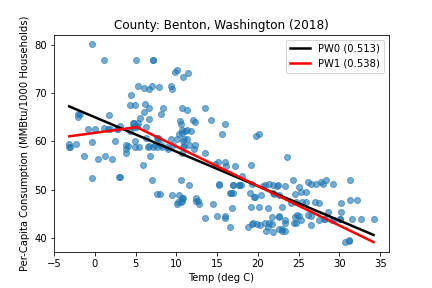 County: Benton, Washington (2018)
PW0 (0.513)
PW1 (0.538)
Per-Capita Consumption (MMBtu/1000 Households)
80
70
60
50
40
−5 0 5 10 15 20 25 30 35
Temp (deg C)